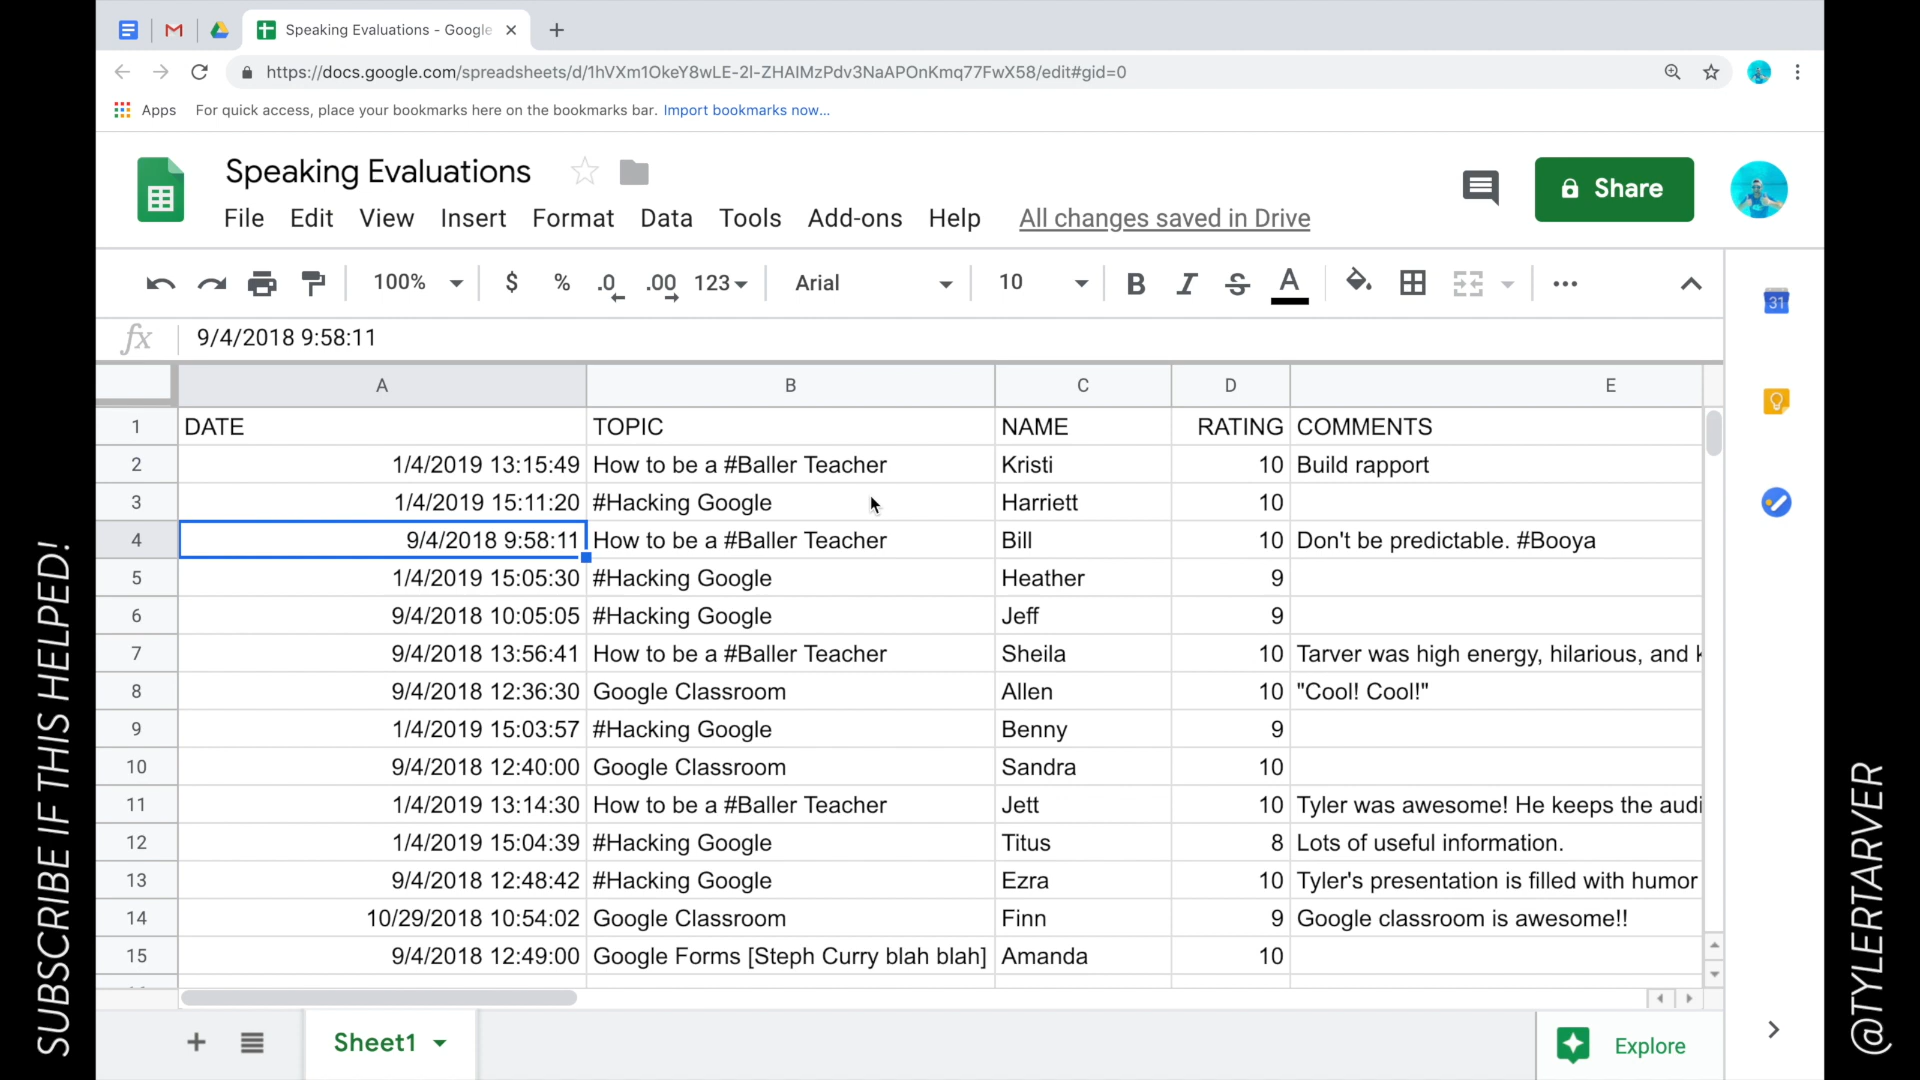 Speaking Evaluations - Google
https://docs.google.com/spreadsheets/d/1hVXm1OkeY8wLE-2l-ZHAIMzPdv3NaAPOnKmq77FwX58/edit#gid=0
Apps For quick access, place your bookmarks here on the bookmarks bar. Import bookmarks now...
Speaking Evaluations
Share
File Edit View Insert Format Data Tools Add-ons Help All changes saved in Drive
100% $ % .0 .00 123 Arial 10 B I S A
31
fx 9/4/2018 9:58:11
A B C D E
1 DATE TOPIC NAME RATING COMMENTS
2 1/4/2019 13:15:49 How to be a #Baller Teacher Kristi 10 Build rapport
3 1/4/2019 15:11:20 #Hacking Google Harriett 10
4 9/4/2018 9:58:11 How to be a #Baller Teacher Bill 10 Don't be predictable. #Booya
5 1/4/2019 15:05:30 #Hacking Google Heather 9
6 9/4/2018 10:05:05 #Hacking Google Jeff 9
7 9/4/2018 13:56:41 How to be a #Baller Teacher Sheila 10 Tarver was high energy, hilarious, and
8 9/4/2018 12:36:30 Google Classroom Allen 10 "Cool! Cool!"
9 1/4/2019 15:03:57 #Hacking Google Benny 9
10 9/4/2018 12:40:00 Google Classroom Sandra 10
11 1/4/2019 13:14:30 How to be a #Baller Teacher Jett 10 Tyler was awesome! He keeps the audi
12 1/4/2019 15:04:39 #Hacking Google Titus 8 Lots of useful information.
13 9/4/2018 12:48:42 #Hacking Google Ezra 10 Tyler's presentation is filled with humor
14 10/29/2018 10:54:02 Google Classroom Finn 9 Google classroom is awesome!!
15 9/4/2018 12:49:00 Google Forms [Steph Curry blah blah] Amanda 10
Sheet1
Explore
SUBSCRIBE IF THIS HELPED!
@TYLERTARVER